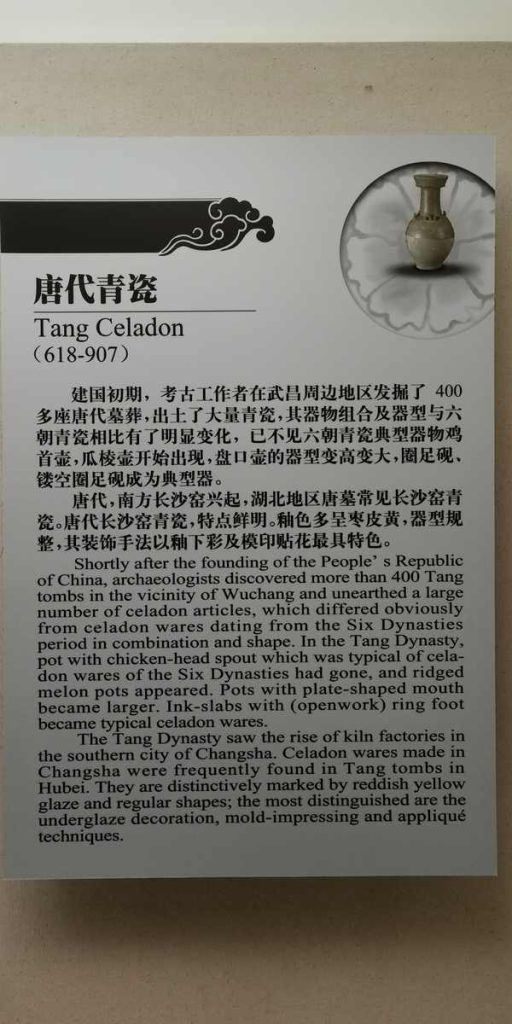 唐代青瓷
Tang Celadon
（618-907）
建国初期，考古工作者在武昌周边地区发掘了 400
多座唐代墓葬，出土了大量青瓷，其器物组合及器型与六
朝青瓷相比有了明显变化，已不见六朝青瓷典型器物鸡
首壶，瓜棱壶开始出现，盘口壶的器型变高变大，圈足砚、
镂空圈足砚成为典型器。
唐代，南方长沙窑兴起，湖北地区唐墓常见长沙窑青
瓷。唐代长沙窑青瓷，特点鲜明。釉色多呈枣皮黄，器型规
整，其装饰手法以釉下彩及模印贴花最具特色。
Shortly after the founding of the People’ s Republic
of China, archaeologists discovered more than 400 Tang
tombs in the vicinity of Wuchang and unearthed a large
number of celadon articles, which differed obviously
from celadon wares dating from the Six Dynasties
period in combination and shape. In the Tang Dynasty,
pot with chicken-head spout which was typical of cela-
don wares of the Six Dynasties had gone, and ridged
melon pots appeared. Pots with plate-shaped mouth
became larger. Ink-slabs with (openwork) ring foot
became typical celadon wares.
The Tang Dynasty saw the rise of kiln factories in
the southern city of Changsha. Celadon wares made in
Changsha were frequently found in Tang tombs in
Hubei. They are distinctively marked by reddish yellow
glaze and regular shapes; the most distinguished are the
underglaze decoration, mold-impressing and appliqué
techniques.